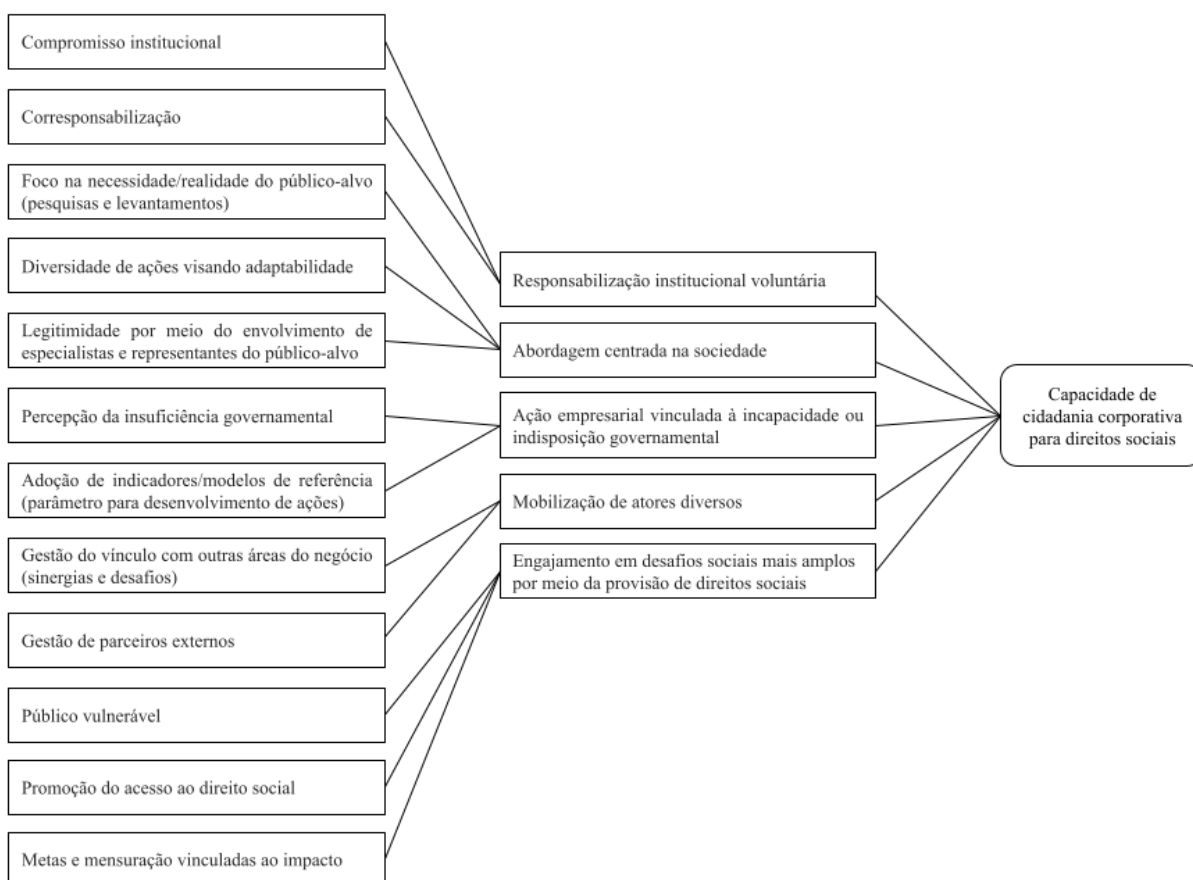 Compromisso institucional
Corresponsabilização
Foco na necessidade/realidade do público-alvo
(pesquisas e levantamentos)
Diversidade de ações visando adaptabilidade
Legitimidade por meio do envolvimento de
especialistas e representantes do público-alvo
Percepção da insuficiência governamental
Adoção de indicadores/modelos de referência
(parâmetro para desenvolvimento de ações)
Gestão do vínculo com outras áreas do negócio
(sinergias e desafios)
Gestão de parceiros externos
Público vulnerável
Promoção do acesso ao direito social
Metas e mensuração vinculadas ao impacto
Responsabilização institucional voluntária
Abordagem centrada na sociedade
Ação empresarial vinculada à incapacidade ou
indisposição governamental
Mobilização de atores diversos
Engajamento em desafios sociais mais amplos
por meio da provisão de direitos sociais
Capacidade de
cidadania corporativa
para direitos sociais